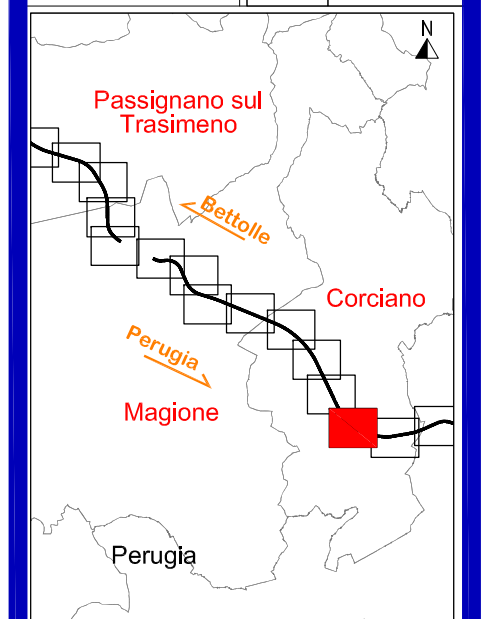 N
Passignano sul
Trasimeno
Bettolle
Corciano
Perugia
Magione
Perugia